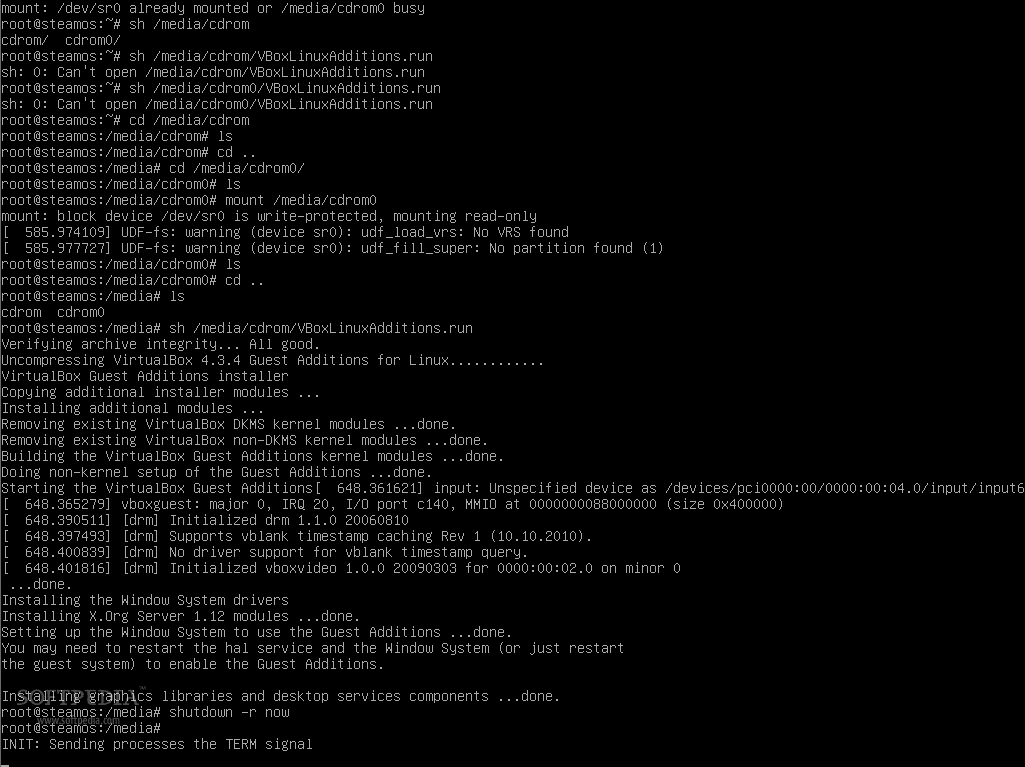 mount: /dev/sr0 already mounted or /media/cdrom0 busy
root@steamos:~# sh /media/cdrom
cdrom/  cdrom0/
root@steamos:~# sh /media/cdrom/VBoxLinuxAdditions.run
sh: 0: Can't open /media/cdrom/VBoxLinuxAdditions.run
root@steamos:~# sh /media/cdrom0/VBoxLinuxAdditions.run
sh: 0: Can't open /media/cdrom0/VBoxLinuxAdditions.run
root@steamos:~# cd /media/cdrom
root@steamos:/media/cdrom# ls
root@steamos:/media/cdrom# cd ..
root@steamos:/media# cd /media/cdrom0/
root@steamos:/media/cdrom0# ls
root@steamos:/media/cdrom0# mount /media/cdrom0
mount: block device /dev/sr0 is write-protected, mounting read-only
[  585.974109] UDF-fs: warning (device sr0): udf_load_vrs: No VRS found
[  585.977727] UDF-fs: warning (device sr0): udf_fill_super: No partition found (1)
root@steamos:/media/cdrom0# ls
root@steamos:/media/cdrom0# cd ..
root@steamos:/media# ls
cdrom  cdrom0
root@steamos:/media# sh /media/cdrom/VBoxLinuxAdditions.run
Verifying archive integrity... All good.
Uncompressing VirtualBox 4.3.4 Guest Additions for Linux............
VirtualBox Guest Additions installer
Copying additional installer modules ...
Installing additional modules ...
Removing existing VirtualBox DKMS kernel modules ...done.
Removing existing VirtualBox non-DKMS kernel modules ...done.
Building the VirtualBox Guest Additions kernel modules ...done.
Doing non-kernel setup of the Guest Additions ...done.
Starting the VirtualBox Guest Additions[  648.361621] input: Unspecified device as /devices/pci0000:00/0000:00:04.0/input/input6
[  648.365279] vboxguest: major 0, IRQ 20, I/O port c140, MMIO at 0000000088000000 (size 0x400000)
[  648.390511] [drm] Initialized drm 1.1.0 20060810
[  648.397493] [drm] Supports vblank timestamp caching Rev 1 (10.10.2010).
[  648.400839] [drm] No driver support for vblank timestamp query.
[  648.401816] [drm] Initialized vboxvideo 1.0.0 20090303 for 0000:00:02.0 on minor 0
 ...done.
Installing the Window System drivers
Installing X.Org Server 1.12 modules ...done.
Setting up the Window System to use the Guest Additions ...done.
You may need to restart the hal service and the Window System (or just restart
the guest system) to enable the Guest Additions.
Installing graphics libraries and desktop services components ...done.
SOFTPEDIA
root@steamos:/media# shutdown -r now
www.softpedia.com
root@steamos:/media#
INIT: Sending processes the TERM signal